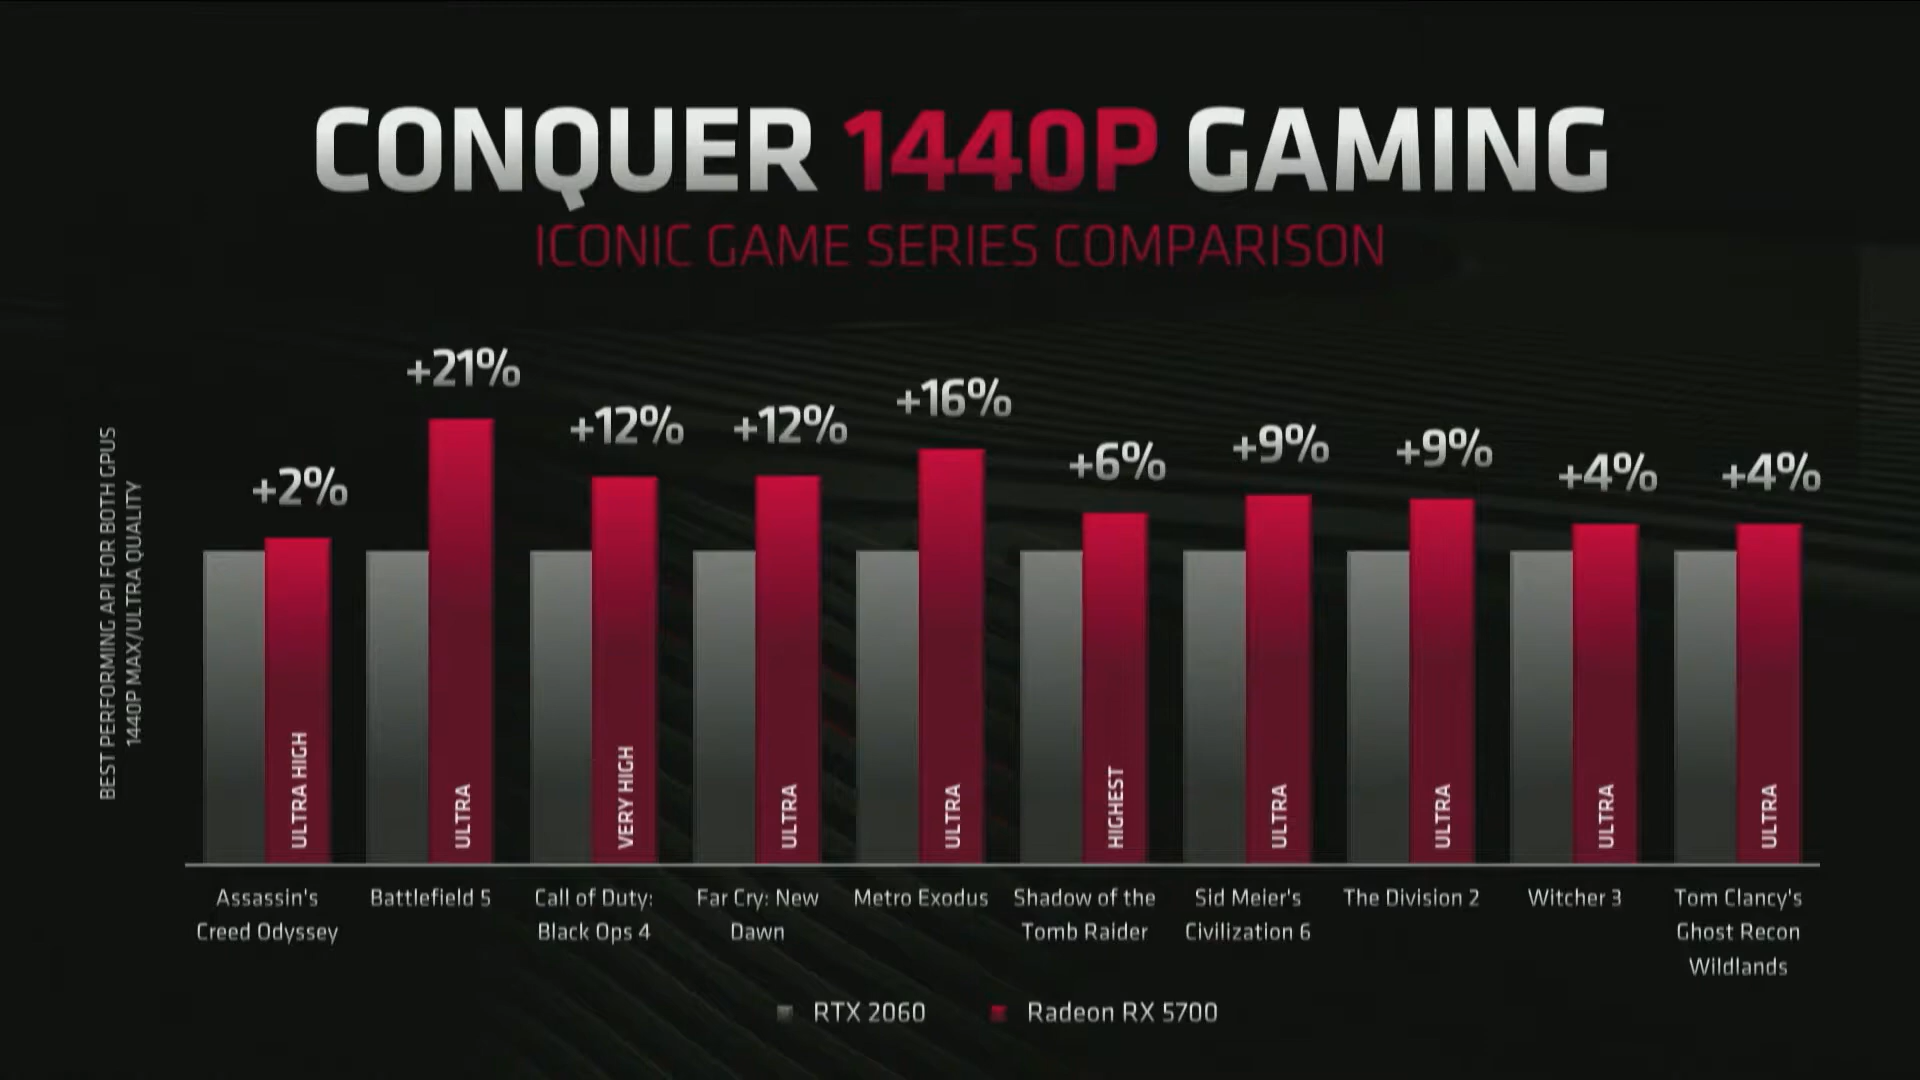 CONQUER 1440P GAMING
ICONIC GAME SERIES COMPARISON
BEST PERFORMING API FOR BOTH GPUS
1440P MAX/ULTRA QUALITY
+2%
+21%
+12%
+12%
+16%
+6%
+9%
+9%
+4%
+4%
ULTRA HIGH
ULTRA
VERY HIGH
ULTRA
ULTRA
HIGHEST
ULTRA
ULTRA
ULTRA
ULTRA
Assassin's
Creed Odyssey
Battlefield 5
Call of Duty:
Black Ops 4
Far Cry: New
Dawn
Metro Exodus
Shadow of the
Tomb Raider
Sid Meier's
Civilization 6
The Division 2
Witcher 3
Tom Clancy's
Ghost Recon
Wildlands
RTX 2060
Radeon RX 5700